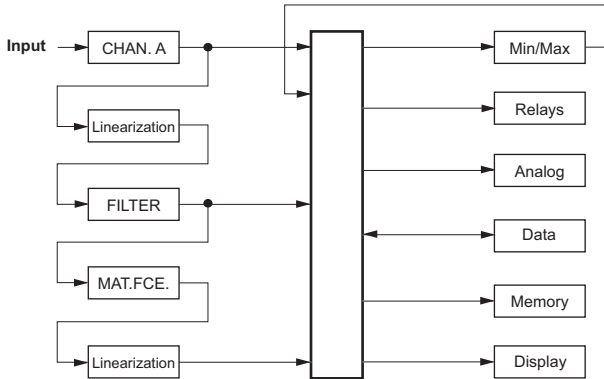 Input
CHAN. A
Linearization
FILTER
MAT.FCE.
Linearization
Min/Max
Relays
Analog
Data
Memory
Display